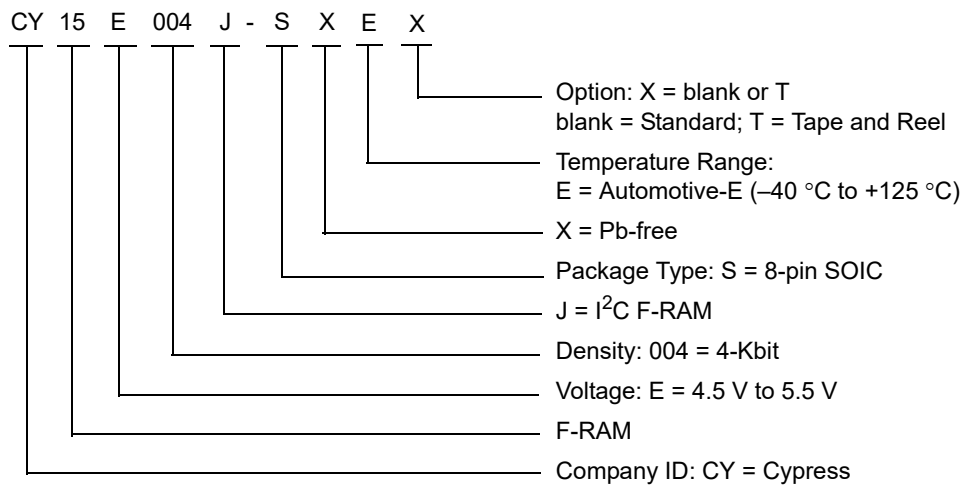 CY 15 E 004 J - S X E X
Option: X = blank or T
blank = Standard; T = Tape and Reel
Temperature Range:
E = Automotive-E (–40 °C to +125 °C)
X = Pb-free
Package Type: S = 8-pin SOIC
J = I²C F-RAM
Density: 004 = 4-Kbit
Voltage: E = 4.5 V to 5.5 V
F-RAM
Company ID: CY = Cypress